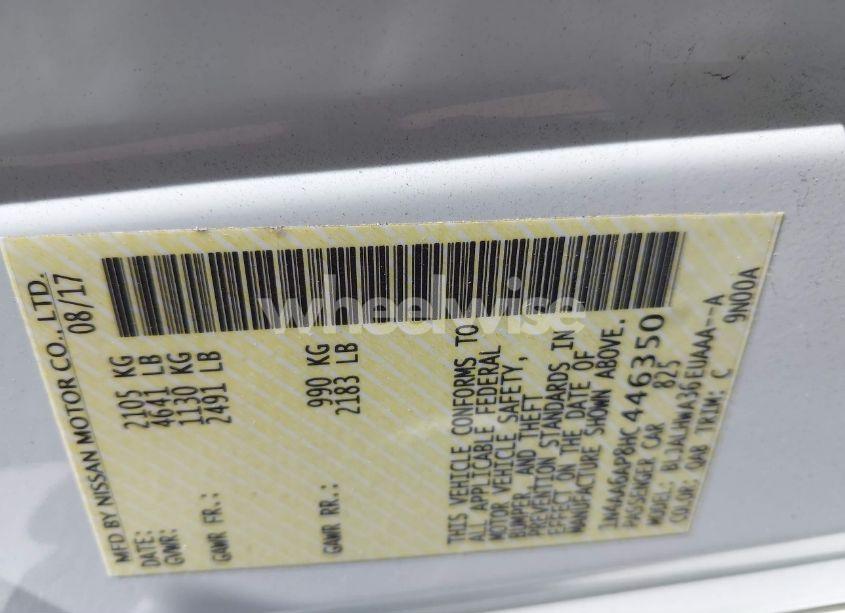 MFD BY NISSAN MOTOR CO., LTD.
DATE: 08/17
GVWR: 2105 KG
4641 LB
GAWR FR.: 1130 KG
2491 LB
GAWR RR.: 990 KG
2183 LB
THIS VEHICLE CONFORMS TO
ALL APPLICABLE FEDERAL
MOTOR VEHICLE SAFETY,
BUMPER, AND THEFT
PREVENTION STANDARDS IN
EFFECT ON THE DATE OF
MANUFACTURE SHOWN ABOVE.
1N4AA6AP8HC446350
PASSENGER CAR 825
MODEL: BLJALHWA36EUAAA--A
COLOR: QAB TRIM: C 9N00A
wheelwise